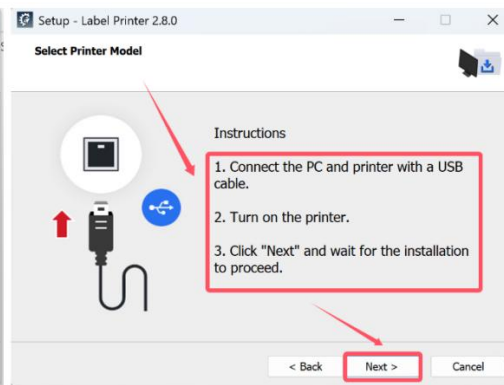 Setup - Label Printer 2.8.0
Select Printer Model
Instructions
1. Connect the PC and printer with a USB
cable.
2. Turn on the printer.
3. Click "Next" and wait for the installation
to proceed.
< Back
Next >
Cancel